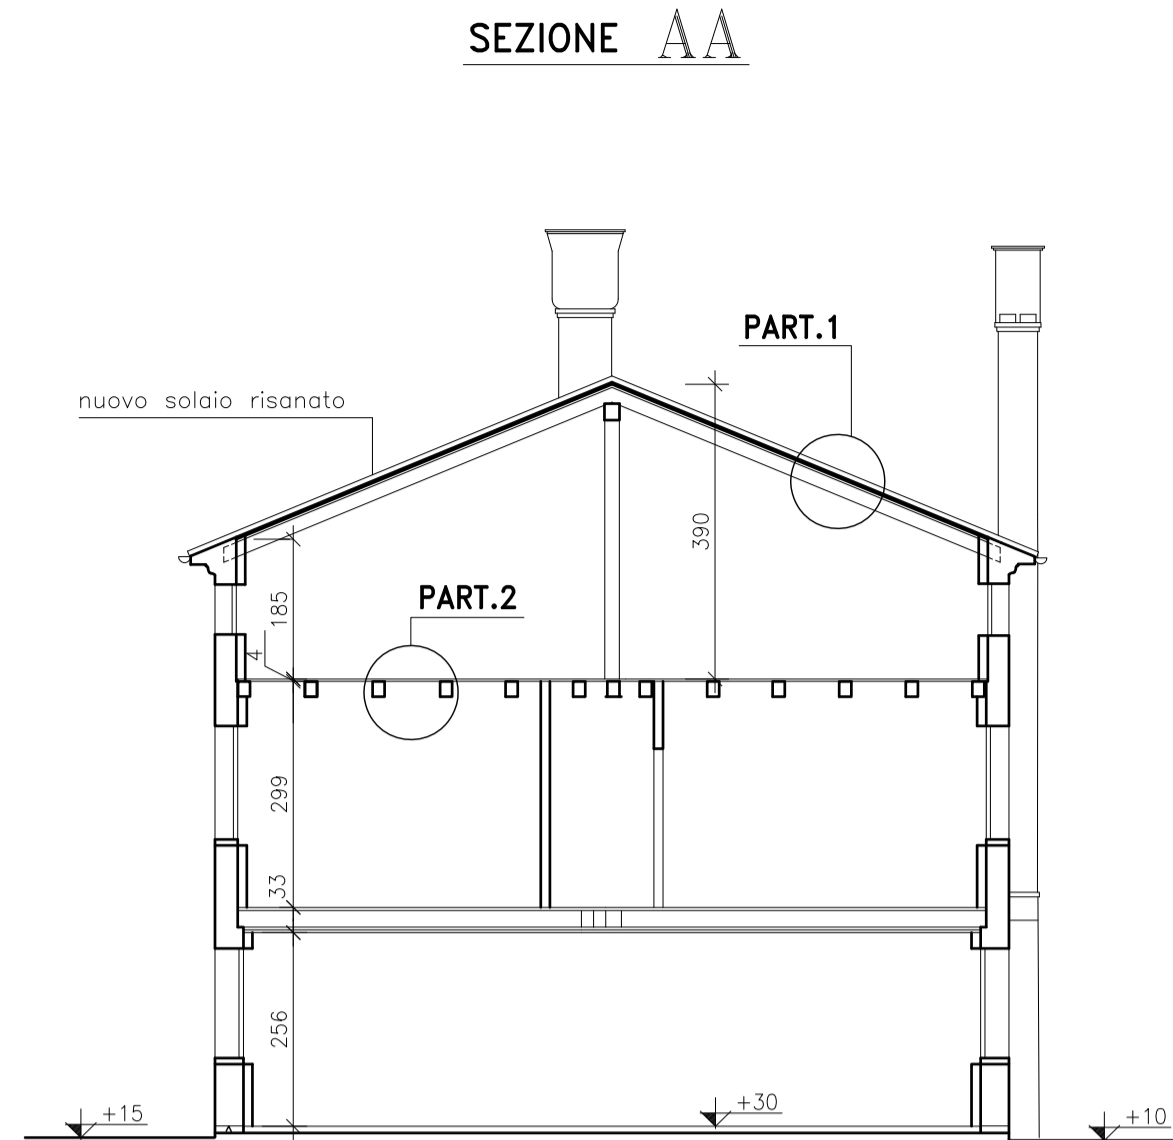 SEZIONE AA
PART.1
nuovo solaio risanato
390
PART.2
185
4
299
33
256
+15
+30
+10